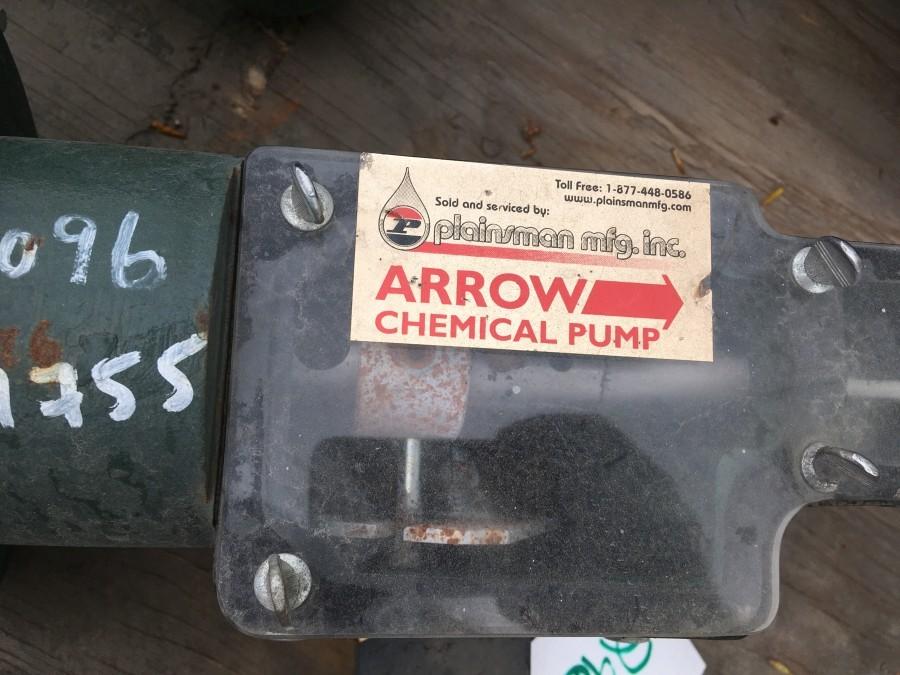 Toll Free: 1-877-448-0586
www.plainsmanmfg.com
Sold and serviced by:
P plainsman mfg. inc.
ARROW
CHEMICAL PUMP
096
1755